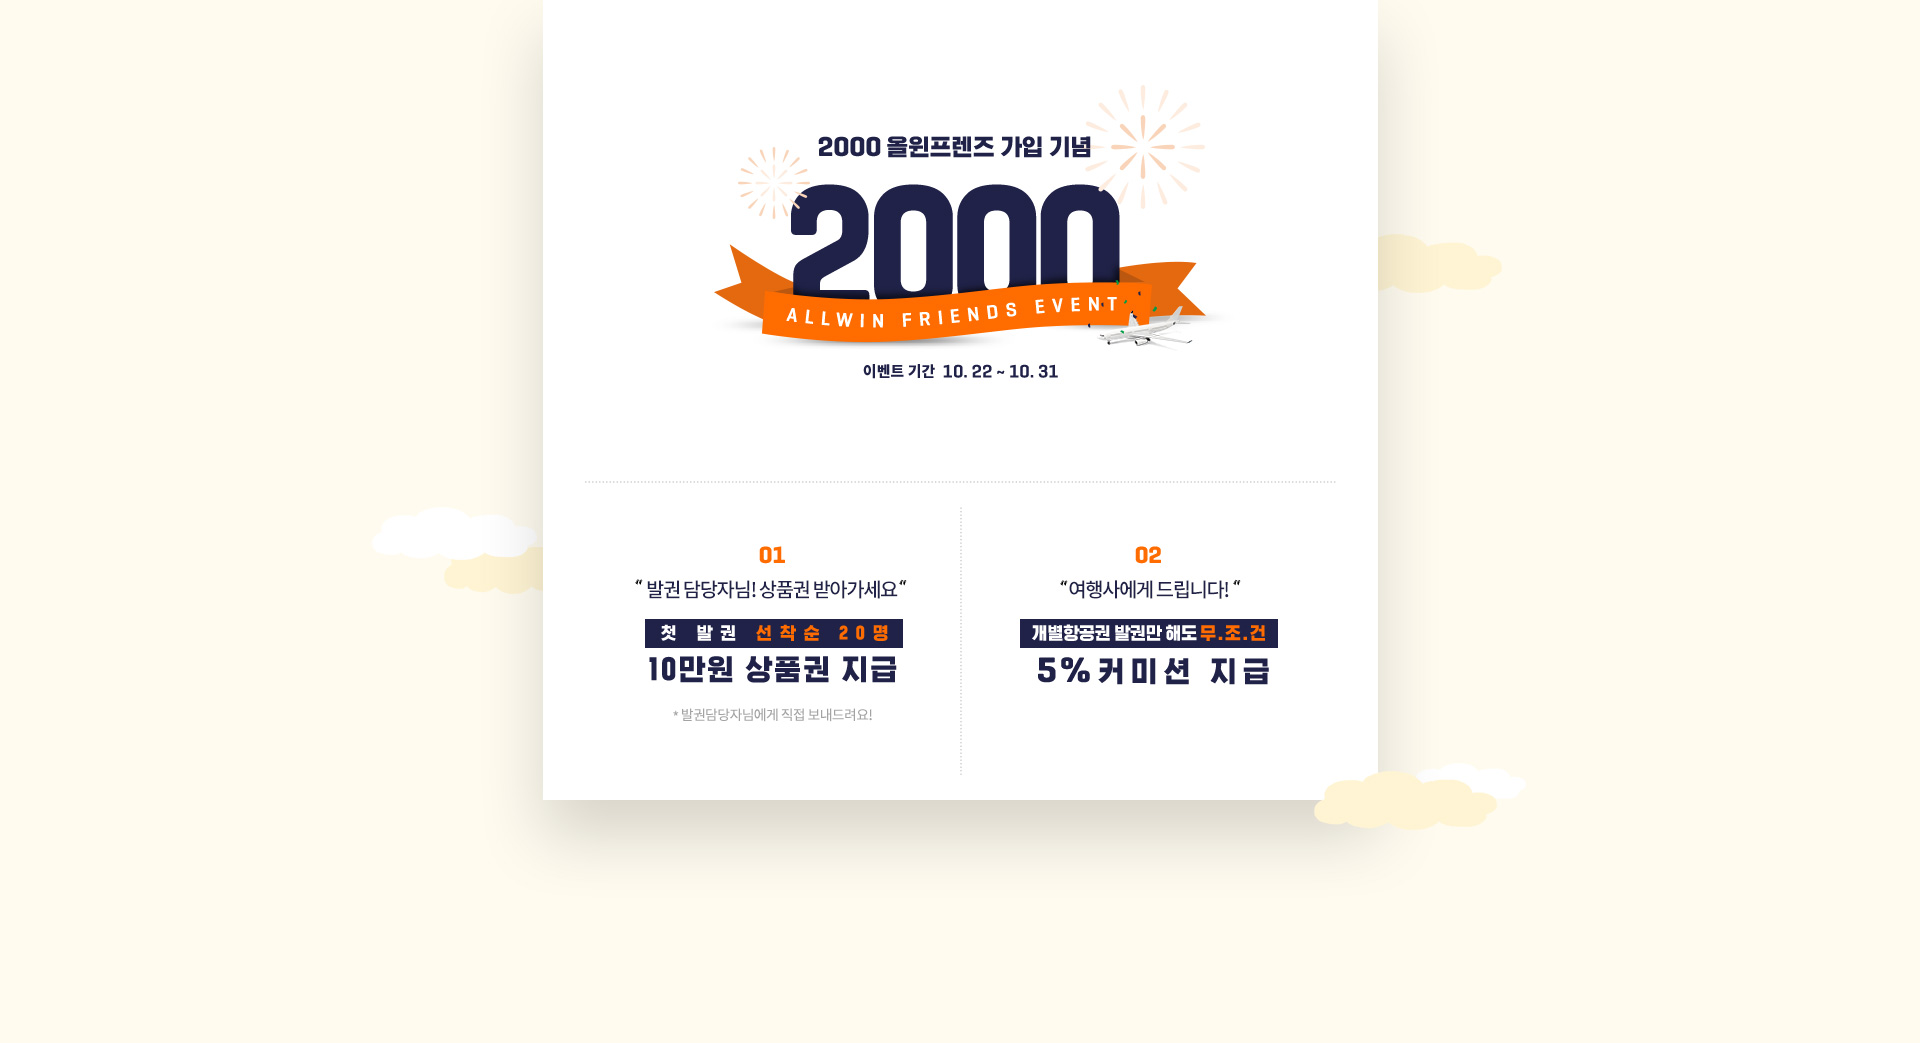 2000 올윈프렌즈 가입 기념
2000
ALLWIN FRIENDS EVENT
이벤트 기간 10. 22 ~ 10. 31
01
“ 발권 담당자님! 상품권 받아가세요“
첫 발권 선착순 20명
10만원 상품권 지급
* 발권담당자님에게 직접 보내드려요!
02
“여행사에게 드립니다! “
개별항공권 발권만 해도 무.조.건
5% 커미션 지급